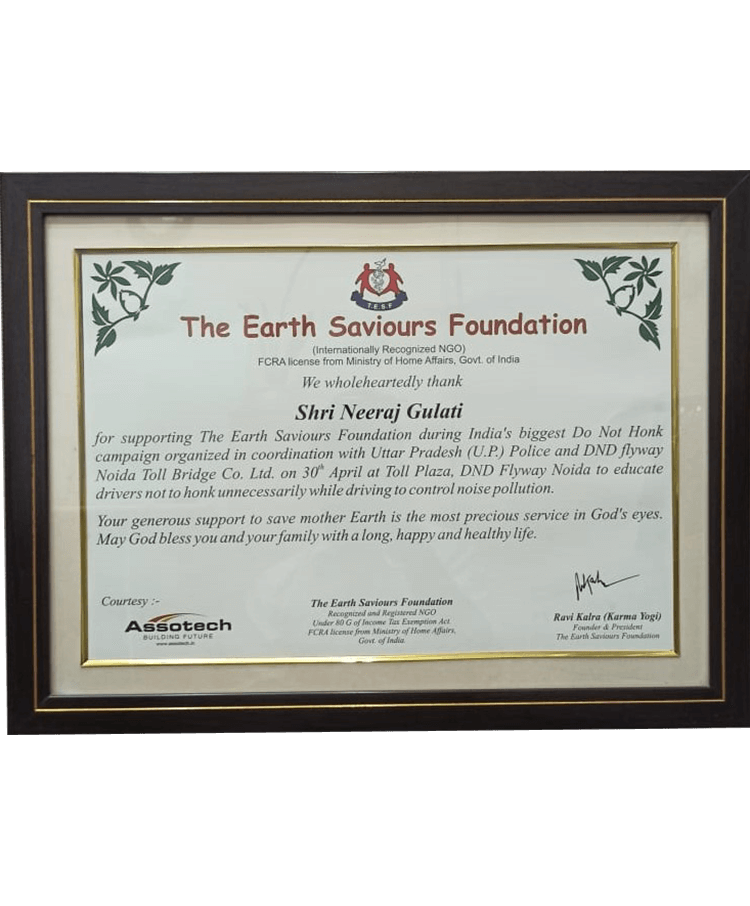 T.E.S.F
The Earth Saviours Foundation
(Internationally Recognized NGO)
FCRA license from Ministry of Home Affairs, Govt. of India
We wholeheartedly thank
Shri Neeraj Gulati
for supporting The Earth Saviours Foundation during India's biggest Do Not Honk
campaign organized in coordination with Uttar Pradesh (U.P.) Police and DND flyway
Noida Toll Bridge Co. Ltd. on 30th April at Toll Plaza, DND Flyway Noida to educate
drivers not to honk unnecessarily while driving to control noise pollution.
Your generous support to save mother Earth is the most precious service in God's eyes.
May God bless you and your family with a long, happy and healthy life.
Courtesy :-
Assotech
BUILDING FUTURE
www.assotech.in
The Earth Saviours Foundation
Recognized and Registered NGO
Under 80 G of Income Tax Exemption Act.
FCRA license from Ministry of Home Affairs,
Govt. of India.
Ravi Kalra (Karma Yogi)
Founder & President
The Earth Saviours Foundation